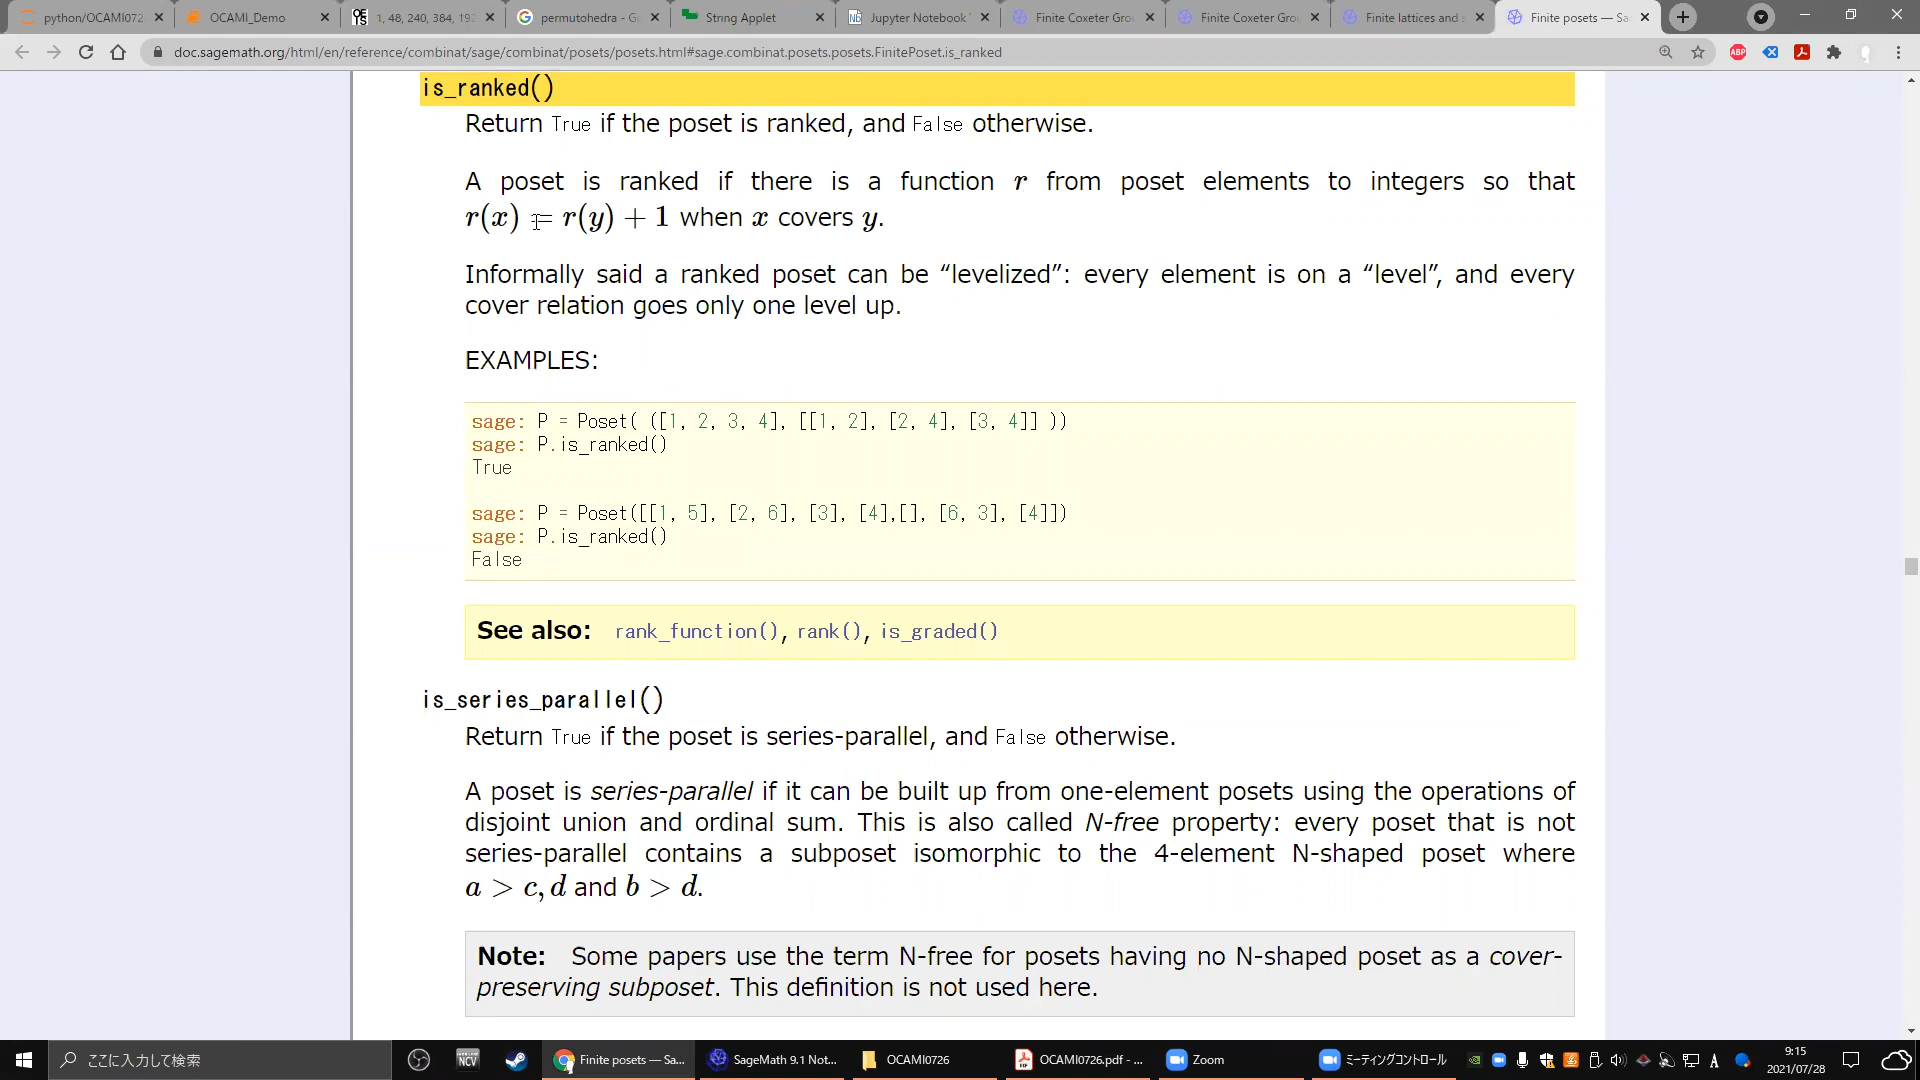 python/OCAMI072
OCAMI_Demo
1, 48, 240, 384, 192
permutohedra - Go
String Applet
Jupyter Notebook
Finite Coxeter Gro
Finite Coxeter Gro
Finite lattices and s
Finite posets — Sa
doc.sagemath.org/html/en/reference/combinat/sage/combinat/posets/posets.html#sage.combinat.posets.posets.FinitePoset.is_ranked
is_ranked()
Return True if the poset is ranked, and False otherwise.
A poset is ranked if there is a function r from poset elements to integers so that
r(x) = r(y) + 1 when x covers y.
Informally said a ranked poset can be “levelized”: every element is on a “level”, and every
cover relation goes only one level up.
EXAMPLES:
sage: P = Poset( ([1, 2, 3, 4], [[1, 2], [2, 4], [3, 4]] ))
sage: P.is_ranked()
True
sage: P = Poset([[1, 5], [2, 6], [3], [4],[], [6, 3], [4]])
sage: P.is_ranked()
False
See also: rank_function(), rank(), is_graded()
is_series_parallel()
Return True if the poset is series-parallel, and False otherwise.
A poset is series-parallel if it can be built up from one-element posets using the operations of
disjoint union and ordinal sum. This is also called N-free property: every poset that is not
series-parallel contains a subposet isomorphic to the 4-element N-shaped poset where
a > c, d and b > d.
Note: Some papers use the term N-free for posets having no N-shaped poset as a cover-
preserving subposet. This definition is not used here.
ここに入力して検索
NCV
Finite posets — Sa...
SageMath 9.1 Not...
OCAMI0726
OCAMI0726.pdf - ...
Zoom
ミーティングコントロール
A
9:15
2021/07/28